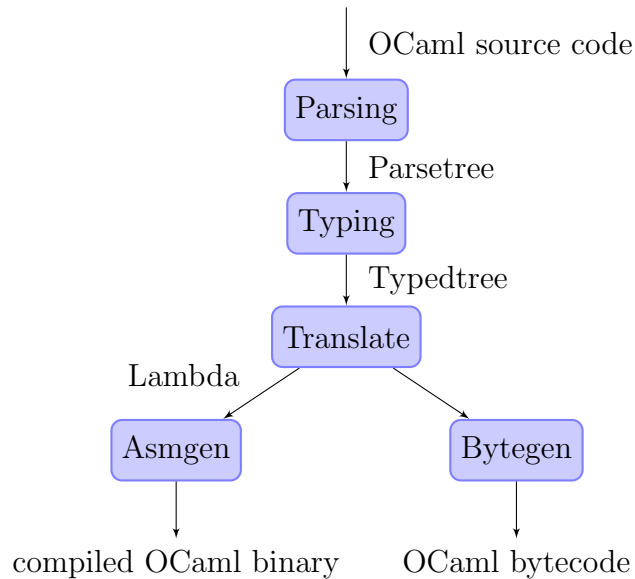 OCaml source code
Parsing
Parsetree
Typing
Typedtree
Translate
Lambda
Asmgen
Bytegen
compiled OCaml binary
OCaml bytecode